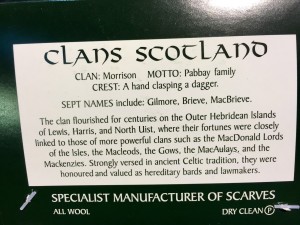 CLANS SCOTLAND
CLAN: Morrison MOTTO: Pabbay family
CREST: A hand clasping a dagger.
SEPT NAMES include: Gilmore, Brieve, MacBrieve.
The clan flourished for centuries on the Outer Hebridean Islands
of Lewis, Harris, and North Uist, where their fortunes were closely
linked to those of more powerful clans such as the MacDonald Lords
of the Isles, the Macleods, the Gows, the MacAulays, and the
Mackenzies. Strongly versed in ancient Celtic tradition, they were
honoured and valued as hereditary bards and lawmakers.
SPECIALIST MANUFACTURER OF SCARVES
ALL WOOL DRY CLEAN Ⓟ